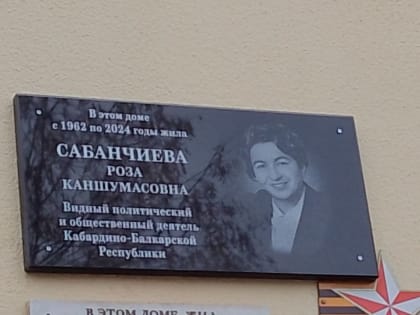 В этом доме
с 1962 по 2024 годы жила
САБАНЧИЕВА
РОЗА
КАНШУМАСОВНА
Видный политический
и общественный деятель
Кабардино-Балкарской
Республики
В ЭТОМ ДОМЕ ЖИЛ